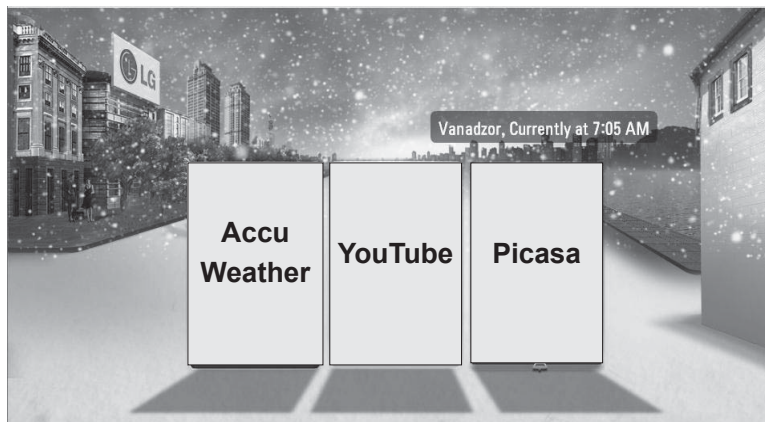 LG
Vanadzor, Currently at 7:05 AM
Accu
Weather
YouTube
Picasa